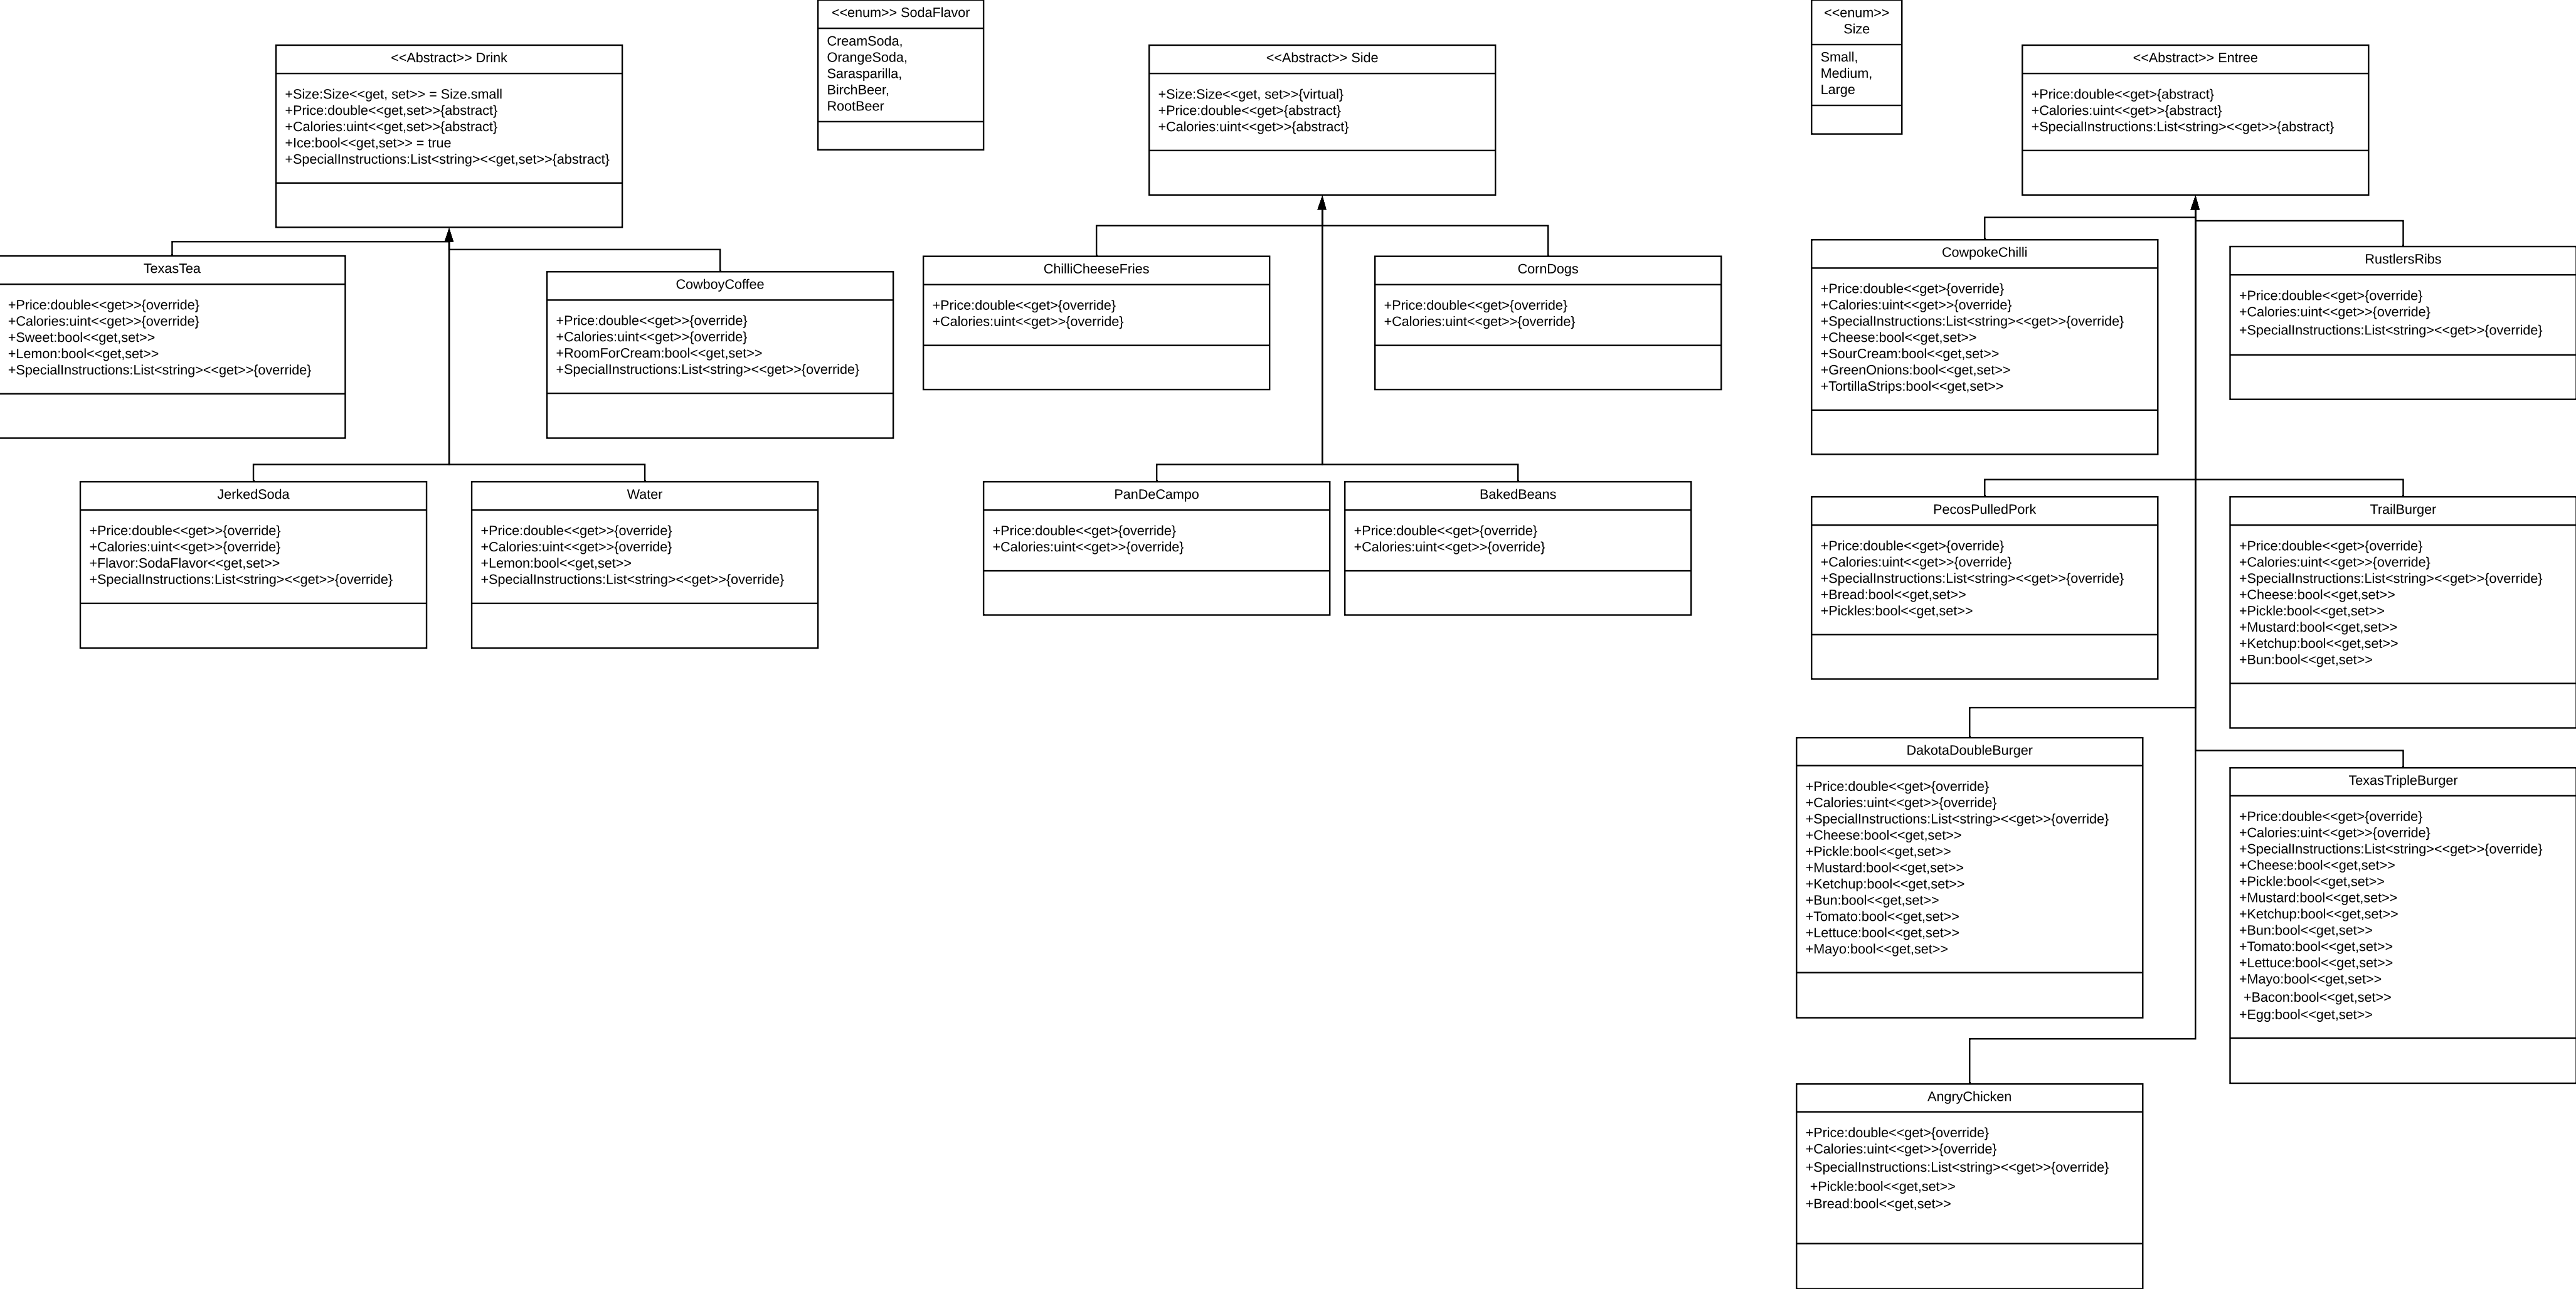 <<enum>> SodaFlavor
CreamSoda,
OrangeSoda,
Sarasparilla,
BirchBeer,
RootBeer
<<enum>>
Size
Small,
Medium,
Large
<<Abstract>> Drink
+Size:Size<<get, set>> = Size.small
+Price:double<<get,set>>{abstract}
+Calories:uint<<get,set>>{abstract}
+Ice:bool<<get,set>> = true
+SpecialInstructions:List<string><<get,set>>{abstract}
<<Abstract>> Side
+Size:Size<<get, set>>{virtual}
+Price:double<<get>{abstract}
+Calories:uint<<get>>{abstract}
<<Abstract>> Entree
+Price:double<<get>{abstract}
+Calories:uint<<get>>{abstract}
+SpecialInstructions:List<string><<get>>{abstract}
TexasTea
+Price:double<<get>>{override}
+Calories:uint<<get>>{override}
+Sweet:bool<<get,set>>
+Lemon:bool<<get,set>>
+SpecialInstructions:List<string><<get>>{override}
CowboyCoffee
+Price:double<<get>>{override}
+Calories:uint<<get>>{override}
+RoomForCream:bool<<get,set>>
+SpecialInstructions:List<string><<get>>{override}
ChilliCheeseFries
+Price:double<<get>{override}
+Calories:uint<<get>>{override}
CornDogs
+Price:double<<get>{override}
+Calories:uint<<get>>{override}
CowpokeChilli
+Price:double<<get>{override}
+Calories:uint<<get>>{override}
+SpecialInstructions:List<string><<get>>{override}
+Cheese:bool<<get,set>>
+SourCream:bool<<get,set>>
+GreenOnions:bool<<get,set>>
+TortillaStrips:bool<<get,set>>
RustlersRibs
+Price:double<<get>{override}
+Calories:uint<<get>>{override}
+SpecialInstructions:List<string><<get>>{override}
JerkedSoda
+Price:double<<get>>{override}
+Calories:uint<<get>>{override}
+Flavor:SodaFlavor<<get,set>>
+SpecialInstructions:List<string><<get>>{override}
Water
+Price:double<<get>>{override}
+Calories:uint<<get>>{override}
+Lemon:bool<<get,set>>
+SpecialInstructions:List<string><<get>>{override}
PanDeCampo
+Price:double<<get>{override}
+Calories:uint<<get>>{override}
BakedBeans
+Price:double<<get>{override}
+Calories:uint<<get>>{override}
PecosPulledPork
+Price:double<<get>{override}
+Calories:uint<<get>>{override}
+SpecialInstructions:List<string><<get>>{override}
+Bread:bool<<get,set>>
+Pickles:bool<<get,set>>
TrailBurger
+Price:double<<get>{override}
+Calories:uint<<get>>{override}
+SpecialInstructions:List<string><<get>>{override}
+Cheese:bool<<get,set>>
+Pickle:bool<<get,set>>
+Mustard:bool<<get,set>>
+Ketchup:bool<<get,set>>
+Bun:bool<<get,set>>
DakotaDoubleBurger
+Price:double<<get>{override}
+Calories:uint<<get>>{override}
+SpecialInstructions:List<string><<get>>{override}
+Cheese:bool<<get,set>>
+Pickle:bool<<get,set>>
+Mustard:bool<<get,set>>
+Ketchup:bool<<get,set>>
+Bun:bool<<get,set>>
+Tomato:bool<<get,set>>
+Lettuce:bool<<get,set>>
+Mayo:bool<<get,set>>
TexasTripleBurger
+Price:double<<get>{override}
+Calories:uint<<get>>{override}
+SpecialInstructions:List<string><<get>>{override}
+Cheese:bool<<get,set>>
+Pickle:bool<<get,set>>
+Mustard:bool<<get,set>>
+Ketchup:bool<<get,set>>
+Bun:bool<<get,set>>
+Tomato:bool<<get,set>>
+Lettuce:bool<<get,set>>
+Mayo:bool<<get,set>>
+Bacon:bool<<get,set>>
+Egg:bool<<get,set>>
AngryChicken
+Price:double<<get>{override}
+Calories:uint<<get>>{override}
+SpecialInstructions:List<string><<get>>{override}
+Pickle:bool<<get,set>>
+Bread:bool<<get,set>>